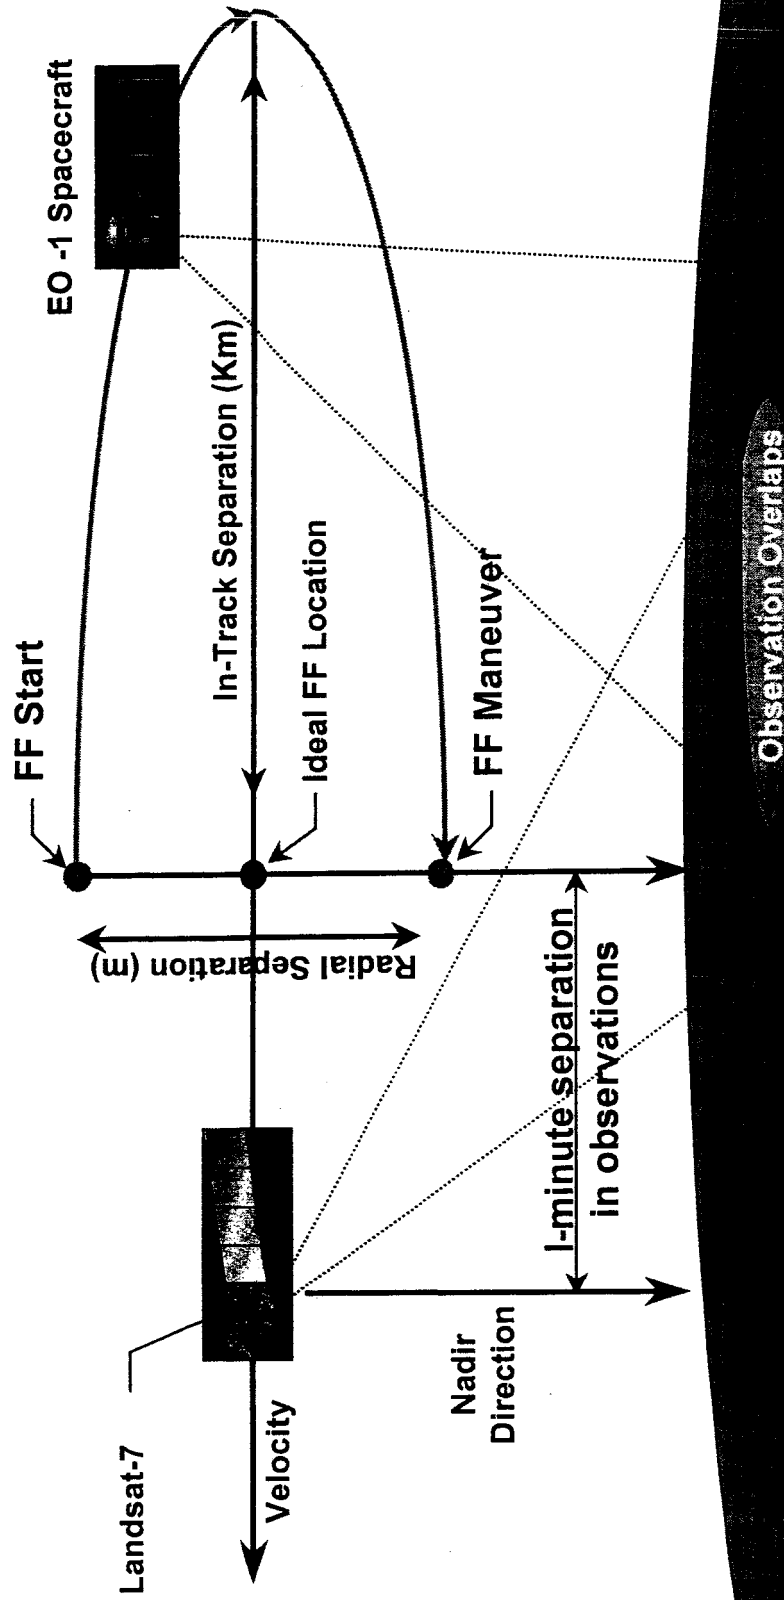 FF Start
EO -1 Spacecraft
In-Track Separation (Km)
Ideal FF Location
FF Maneuver
Radial Separation (m)
Landsat-7
Velocity
Nadir
Direction
I-minute separation
in observations
Observation Overlaps